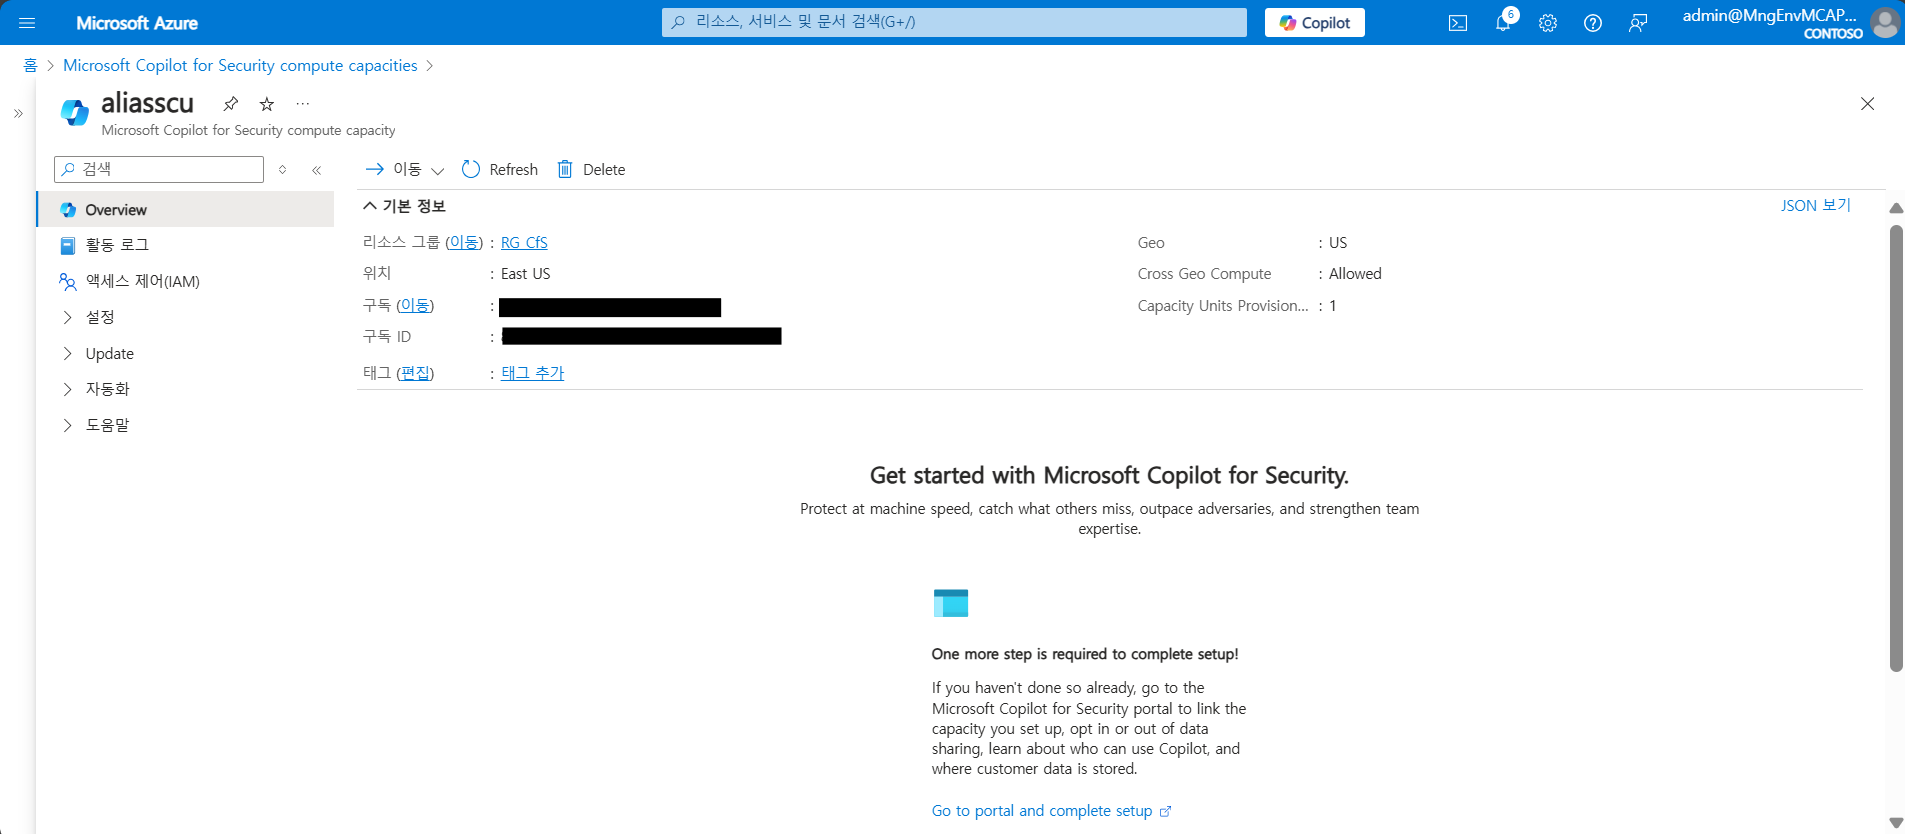 Microsoft Azure
리소스, 서비스 및 문서 검색(G+/)
Copilot
6
admin@MngEnvMCAP...
CONTOSO
홈 > Microsoft Copilot for Security compute capacities >
aliasscu
...
Microsoft Copilot for Security compute capacity
검색
이동
Refresh
Delete
Overview
활동 로그
액세스 제어(IAM)
설정
Update
자동화
도움말
기본 정보
JSON 보기
리소스 그룹 (이동) : RG CfS
위치 : East US
구독 (이동) :
구독 ID :
태그 (편집) : 태그 추가
Geo : US
Cross Geo Compute : Allowed
Capacity Units Provision... : 1
Get started with Microsoft Copilot for Security.
Protect at machine speed, catch what others miss, outpace adversaries, and strengthen team
expertise.
One more step is required to complete setup!
If you haven't done so already, go to the
Microsoft Copilot for Security portal to link the
capacity you set up, opt in or out of data
sharing, learn about who can use Copilot, and
where customer data is stored.
Go to portal and complete setup